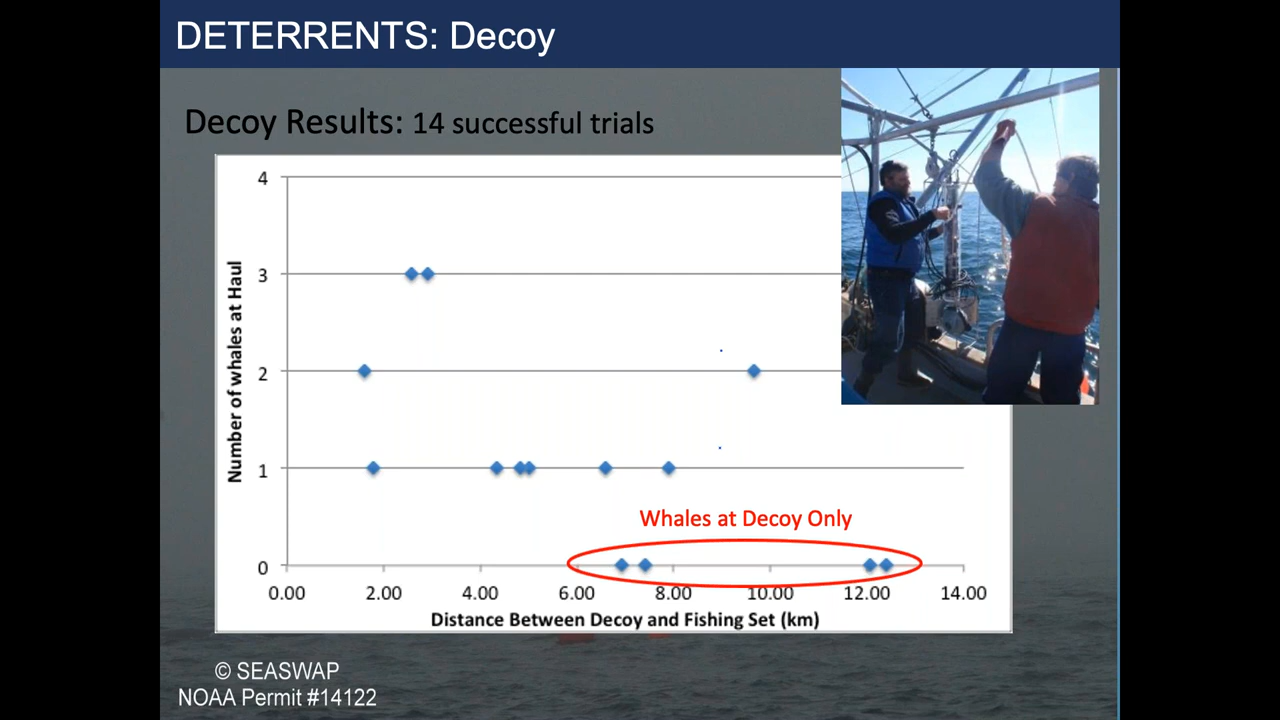 DETERRENTS: Decoy
Decoy Results: 14 successful trials
4
3
2
1
0
Number of whales at Haul
Whales at Decoy Only
0.00 2.00 4.00 6.00 8.00 10.00 12.00 14.00
Distance Between Decoy and Fishing Set (km)
© SEASWAP
NOAA Permit #14122